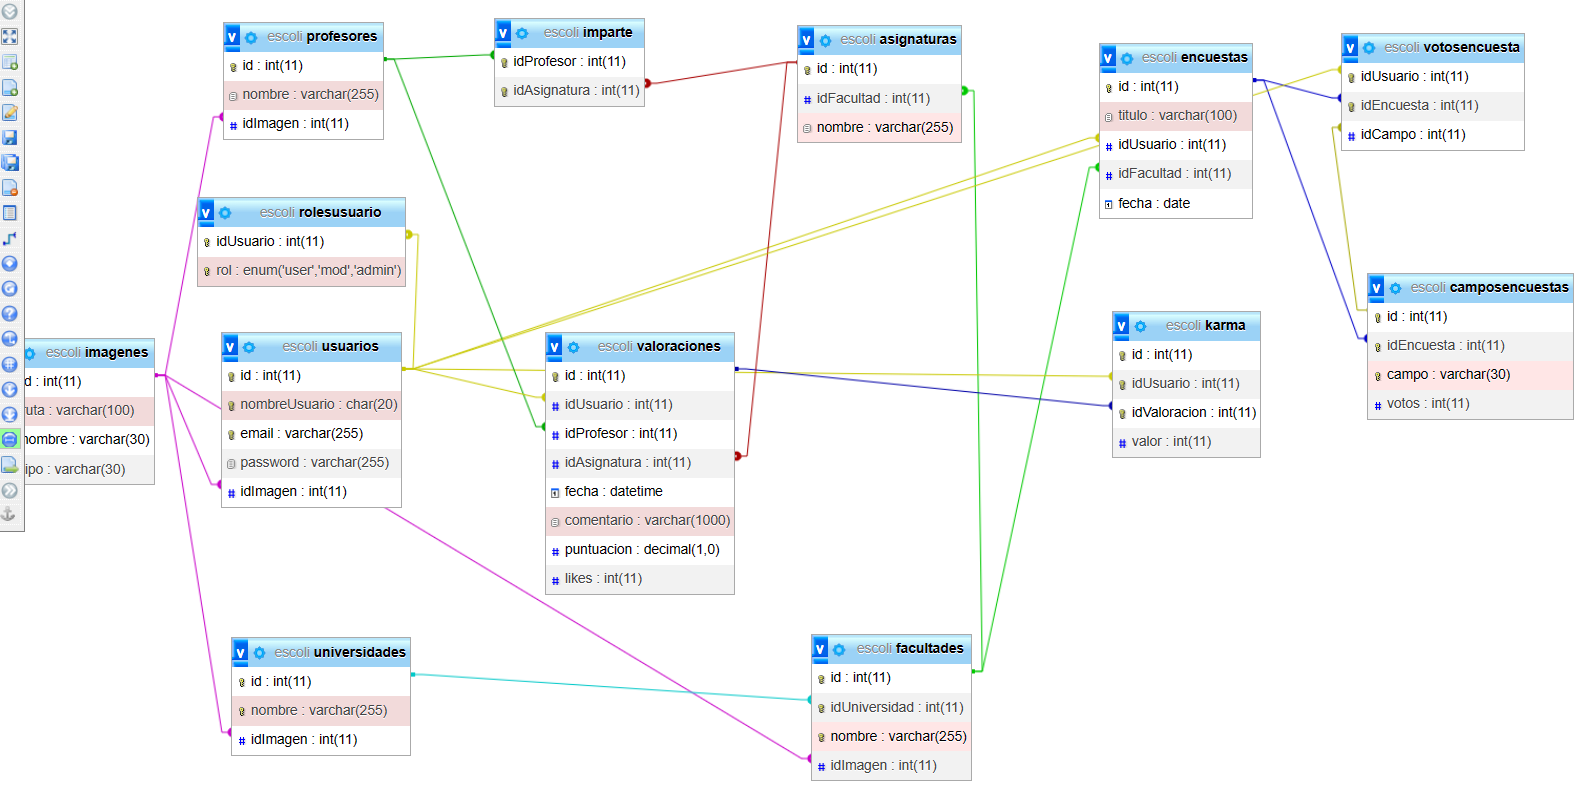 escoli profesores
id : int(11)
nombre : varchar(255)
idImagen : int(11)
escoli imparte
idProfesor : int(11)
idAsignatura : int(11)
escoli asignaturas
id : int(11)
idFacultad : int(11)
nombre : varchar(255)
escoli encuestas
id : int(11)
titulo : varchar(100)
idUsuario : int(11)
idFacultad : int(11)
fecha : date
escoli votosencuesta
idUsuario : int(11)
idEncuesta : int(11)
idCampo : int(11)
escoli rolesusuario
idUsuario : int(11)
rol : enum('user','mod','admin')
escoli imagenes
d : int(11)
uta : varchar(100)
nombre : varchar(30)
ipo : varchar(30)
escoli usuarios
id : int(11)
nombreUsuario : char(20)
email : varchar(255)
password : varchar(255)
idImagen : int(11)
escoli valoraciones
id : int(11)
idUsuario : int(11)
idProfesor : int(11)
idAsignatura : int(11)
fecha : datetime
comentario : varchar(1000)
puntuacion : decimal(1,0)
likes : int(11)
escoli karma
id : int(11)
idUsuario : int(11)
idValoracion : int(11)
valor : int(11)
escoli camposencuestas
id : int(11)
idEncuesta : int(11)
campo : varchar(30)
votos : int(11)
escoli universidades
id : int(11)
nombre : varchar(255)
idImagen : int(11)
escoli facultades
id : int(11)
idUniversidad : int(11)
nombre : varchar(255)
idImagen : int(11)